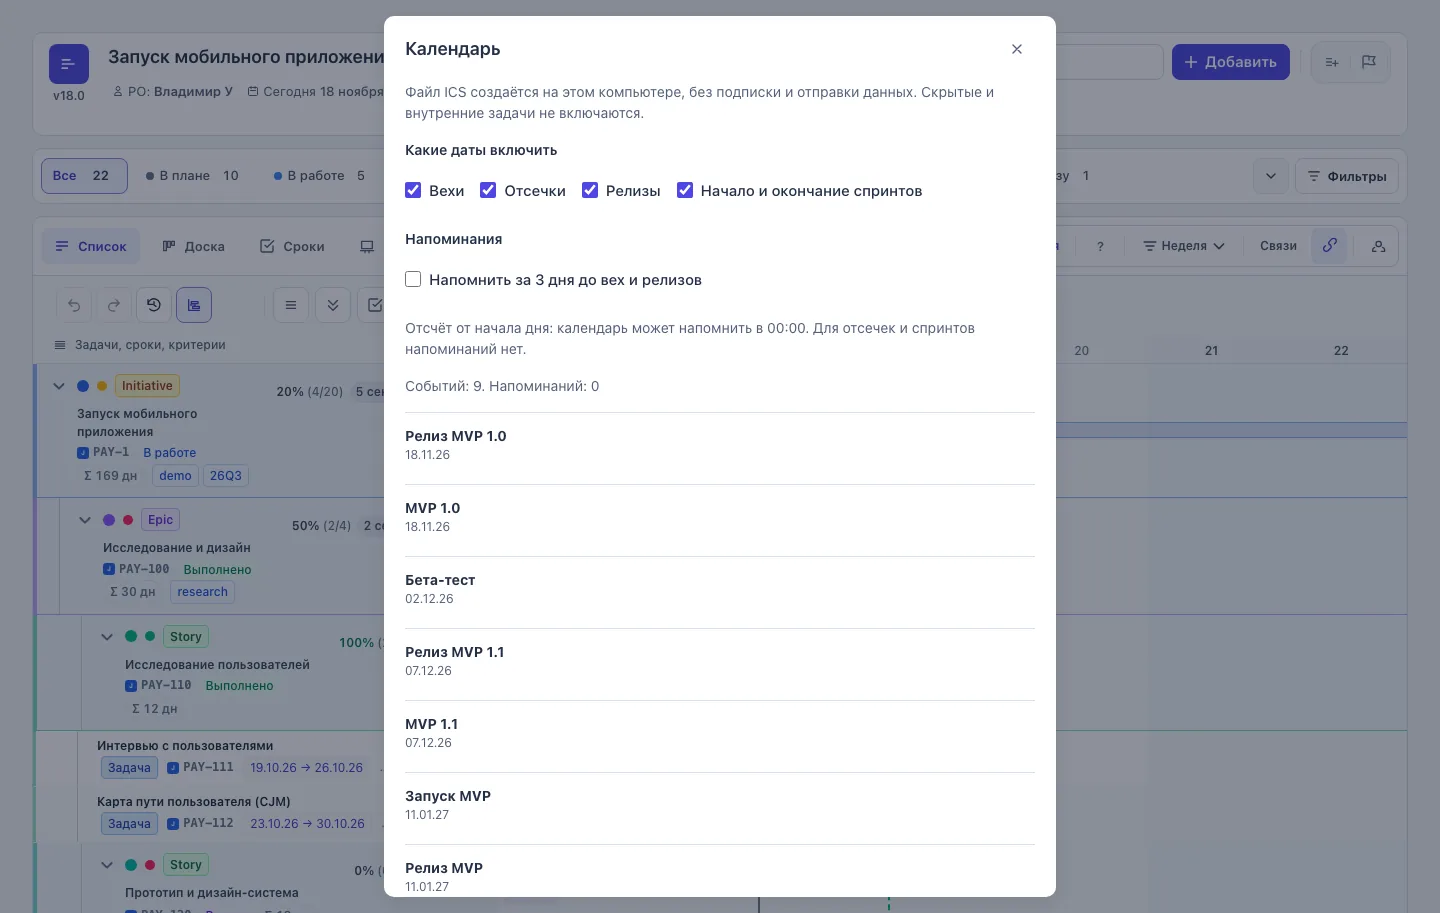 Запуск мобильного приложени
v18.0
PO: Владимир У
Сегодня 18 ноября
Добавить
Все 22
В плане 10
В работе 5
зу 1
Фильтры
Список
Доска
Сроки
я
?
Неделя
Связи
Задачи, сроки, критерии
20
21
22
Initiative
20% (4/20)
5 сен
Запуск мобильного
приложения
PAY-1 В работе
Σ 169 дн
demo
26Q3
Epic
50% (2/4)
2 се
Исследование и дизайн
PAY-100 Выполнено
Σ 30 дн
research
Story
100% (
Исследование пользователей
PAY-110 Выполнено
Σ 12 дн
Интервью с пользователями
Задача PAY-111 19.10.26 → 26.10.26
Карта пути пользователя (CJM)
Задача PAY-112 23.10.26 → 30.10.26
Story
0% (
Прототип и дизайн-система
Календарь
Файл ICS создаётся на этом компьютере, без подписки и отправки данных. Скрытые и
внутренние задачи не включаются.
Какие даты включить
Вехи
Отсечки
Релизы
Начало и окончание спринтов
Напоминания
Напомнить за 3 дня до вех и релизов
Отсчёт от начала дня: календарь может напомнить в 00:00. Для отсечек и спринтов
напоминаний нет.
Событий: 9. Напоминаний: 0
Релиз MVP 1.0
18.11.26
MVP 1.0
18.11.26
Бета-тест
02.12.26
Релиз MVP 1.1
07.12.26
MVP 1.1
07.12.26
Запуск MVP
11.01.27
Релиз MVP
11.01.27